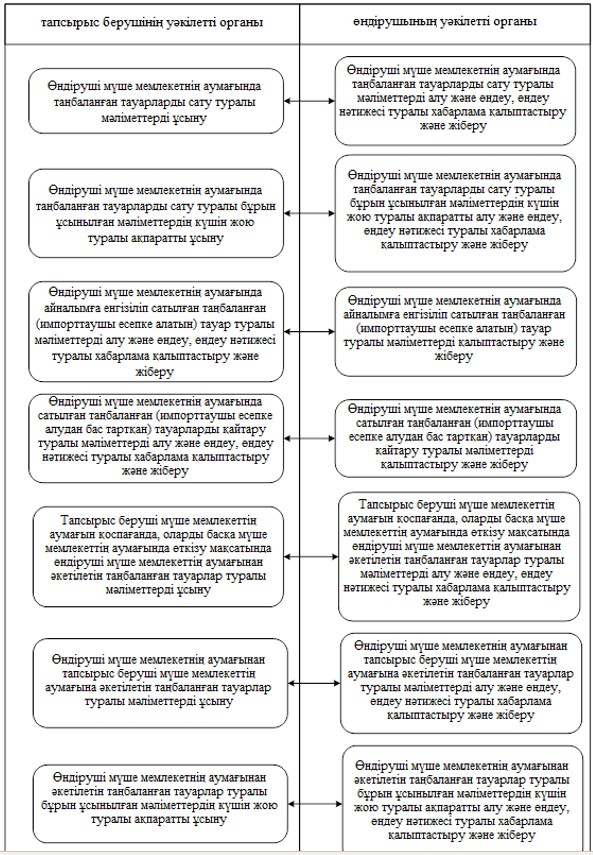 тапсырыс берушінің уәкілетті органы
өндірушының уәкілетті органы
Өндіруші мүше мемлекетнің аумағында
таңбаланған тауарларды сату туралы
мәліметтерді ұсыну
Өндіруші мүше мемлекетнің аумағында
таңбаланған тауарларды сату туралы
мәліметтерді алу және өңдеу, өңдеу
нәтижесі туралы хабарлама қалыптастыру
және жіберу
Өндіруші мүше мемлекетнің аумағында
таңбаланған тауарларды сату туралы бұрын
ұсынылған мәліметтердің күшін жою
туралы ақпаратты ұсыну
Өндіруші мүше мемлекетнің аумағында
таңбаланған тауарларды сату туралы
бұрын ұсынылған мәліметтердің күшін
жою туралы ақпаратты алу және өңдеу,
өңдеу нәтижесі туралы хабарлама
қалыптастыру және жіберу
Өндіруші мүше мемлекетнің аумағында
айналымға енгізіліп сатылған таңбаланған
(импорттаушы есепке алатын) тауар туралы
мәліметтерді алу және өңдеу, өңдеу нәтижесі
туралы хабарлама қалыптастыру және
жіберу
Өндіруші мүше мемлекетнің аумағында
айналымға енгізіліп сатылған таңбаланған
(импорттаушы есепке алатын) тауар
туралы мәліметтерді қалыптастыру және
жіберу
Өндіруші мүше мемлекетнің аумағында
сатылған таңбаланған (импорттаушы есепке
алудан бас тартқан) тауарларды қайтару
туралы мәліметтерді алу және өңдеу, өңдеу
нәтижесі туралы хабарлама қалыптастыру
және жіберу
Өндіруші мүше мемлекетнің аумағында
сатылған таңбаланған (импорттаушы
есепке алудан бас тартқан) тауарларды
қайтару туралы мәліметтерді
қалыптастыру және жіберу
Тапсырыс беруші мүше мемлекеттің
аумағын қоспағанда, оларды басқа мүше
мемлекеттің аумағында өткізу мақсатында
өндіруші мүше мемлекеттің аумағынан
әкетілетін таңбаланған тауарлар туралы
мәліметтерді ұсыну
Тапсырыс беруші мүше мемлекеттің
аумағын қоспағанда, оларды басқа мүше
мемлекеттің аумағында өткізу мақсатында
өндіруші мүше мемлекеттің аумағынан
әкетілетін таңбаланған тауарлар туралы
мәліметтерді алу және өңдеу, өңдеу
нәтижесі туралы хабарлама қалыптастыру
және жіберу
Өндіруші мүше мемлекетнің аумағынан
тапсырыс беруші мүше мемлекеттің
аумағына әкетілетін таңбаланған тауарлар
туралы мәліметтерді ұсыну
Өндіруші мүше мемлекетнің аумағынан
тапсырыс беруші мүше мемлекеттің
аумағына әкетілетін таңбаланған тауарлар
туралы мәліметтерді алу және өңдеу,
өңдеу нәтижесі туралы хабарлама
қалыптастыру және жіберу
Өндіруші мүше мемлекетнің аумағынан
әкетілетін таңбаланған тауарлар туралы
бұрын ұсынылған мәліметтердің күшін жою
туралы ақпаратты ұсыну
Өндіруші мүше мемлекетнің аумағынан
әкетілетін таңбаланған тауарлар туралы
бұрын ұсынылған мәліметтердің күшін
жою туралы ақпаратты алу және өңдеу,
өңдеу нәтижесі туралы хабарлама
қалыптастыру және жіберу